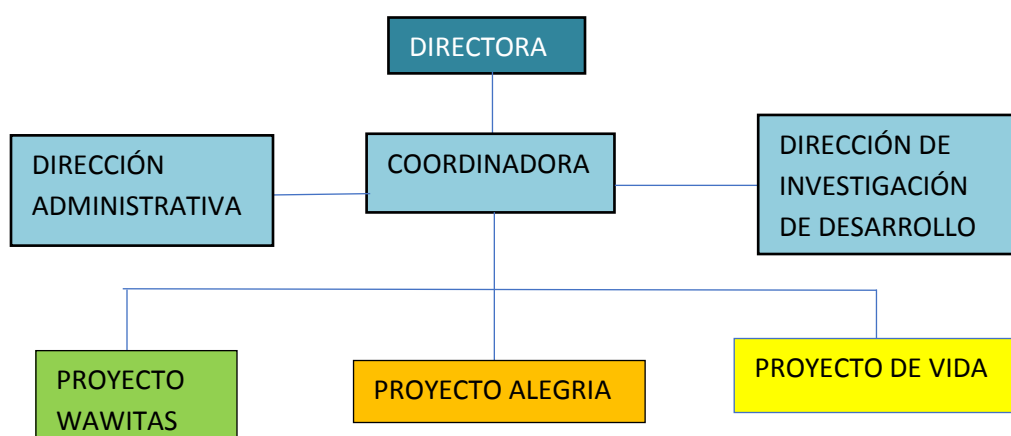 DIRECTORA
DIRECCIÓN
ADMINISTRATIVA
COORDINADORA
DIRECCIÓN DE
INVESTIGACIÓN
DE DESARROLLO
PROYECTO
WAWITAS
PROYECTO ALEGRIA
PROYECTO DE VIDA